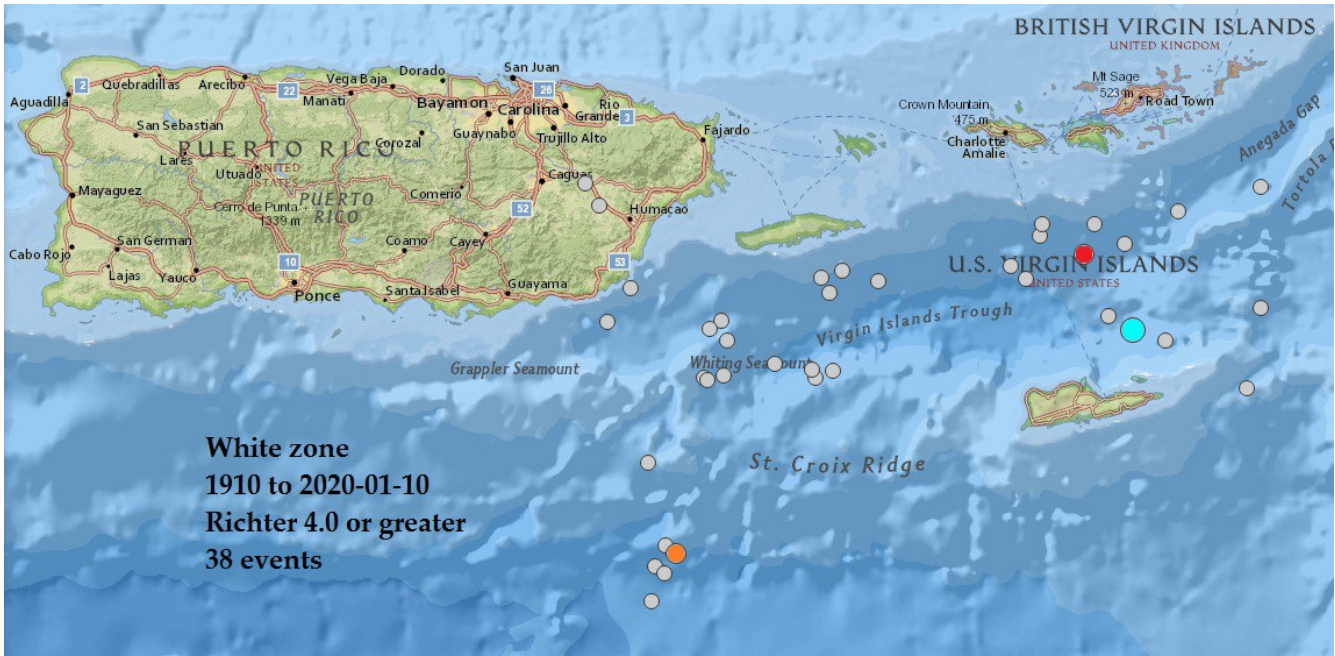 BRITISH VIRGIN ISLANDS
UNITED KINGDOM
Mt Sage
523 m
Road Town
Crown Mountain
475 m
Charlotte
Amalie
Anegada Gap
Tortola
San Juan
Dorado
Vega Baja
Arecibo
Quebradillas
Aguadilla
2
22
Manati
Bayamon
Carolina
26
Rio
Grande
3
Fajardo
San Sebastian
Corozal
Guaynabo
Trujillo Alto
PUERTO RICO
UNITED
STATES
Lares
Utuado
Caguas
Mayaguez
PUERTO
RICO
Comerio
Cerro de Punta
1339 m
52
Humacao
Cabo Rojo
San German
Coamo
Cayey
Lajas
Yauco
10
53
Ponce
Santa Isabel
Guayama
U.S. VIRGIN ISLANDS
UNITED STATES
Virgin Islands Trough
Grappler Seamount
Whiting Seamount
St. Croix Ridge
White zone
1910 to 2020-01-10
Richter 4.0 or greater
38 events